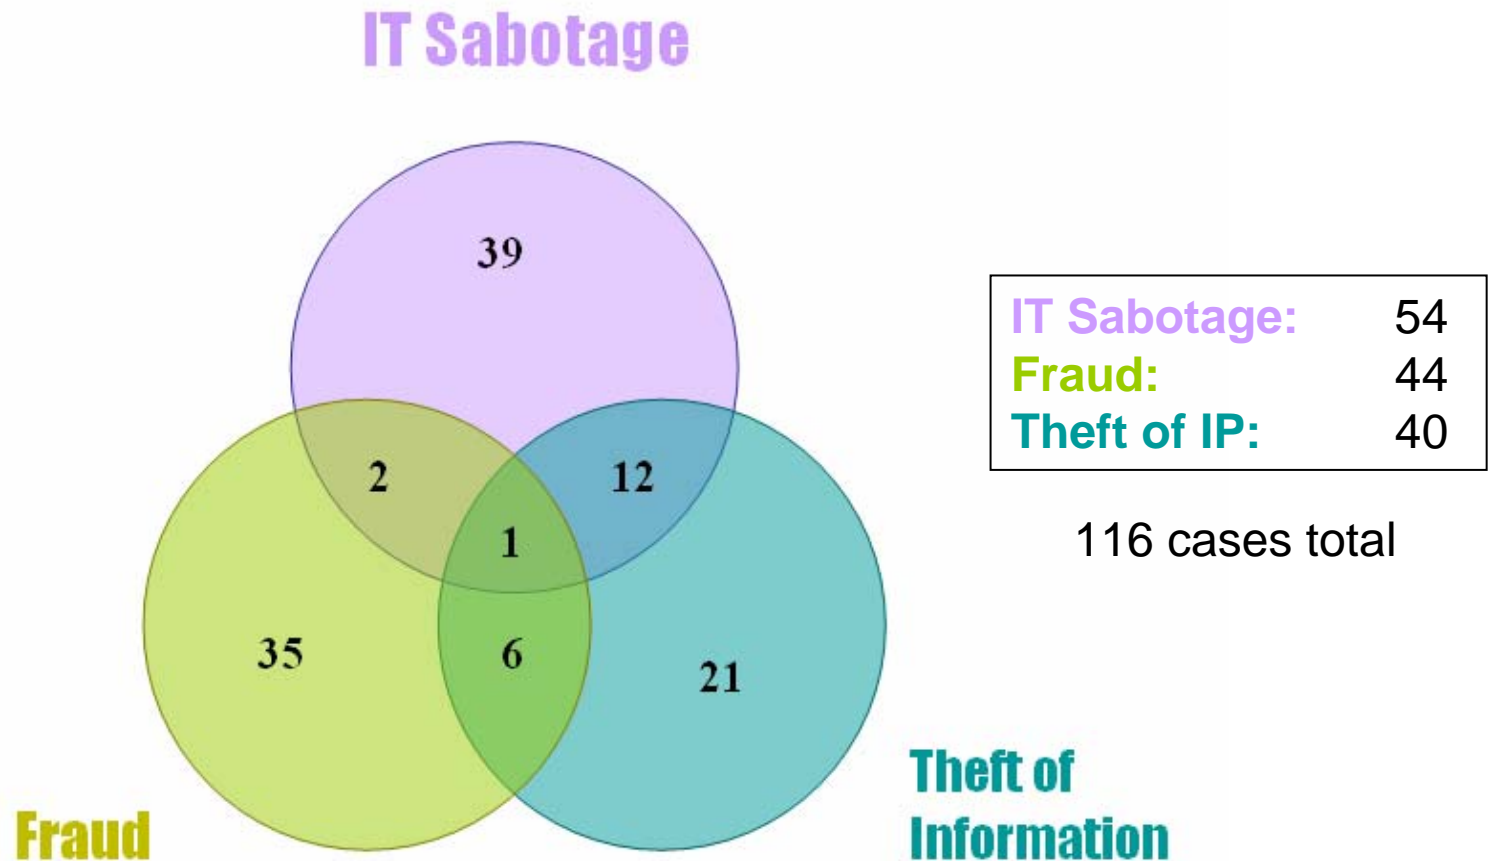 IT Sabotage
39
2
12
1
35
6
21
Fraud
Theft of
Information
IT Sabotage: 54
Fraud: 44
Theft of IP: 40
116 cases total